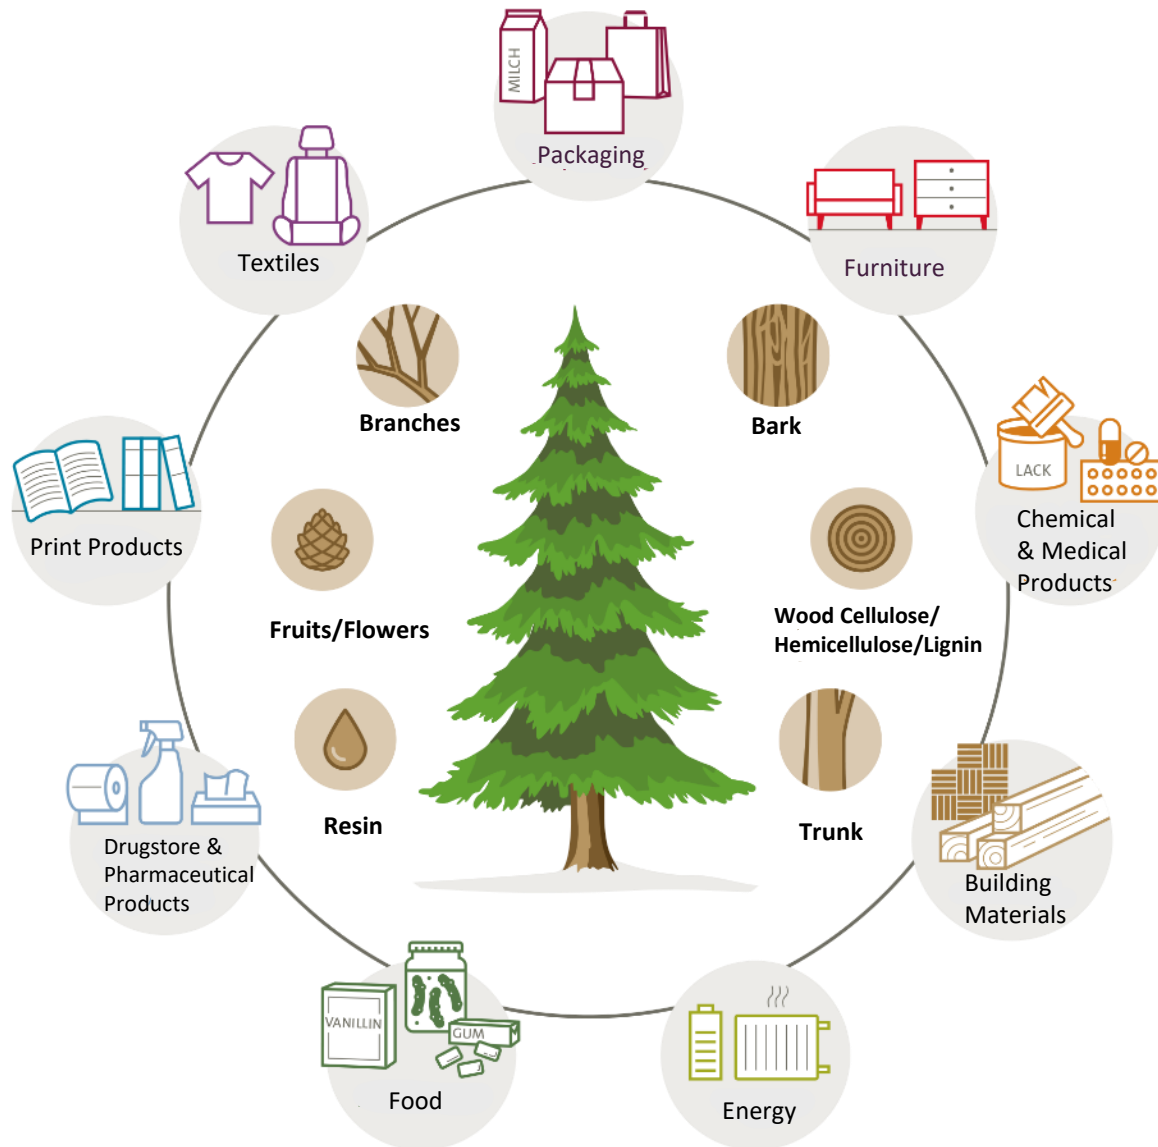 MILCH
Packaging
Textiles
Furniture
Branches
Bark
LACK
Chemical
& Medical
Products
Print Products
Fruits/Flowers
Wood Cellulose/
Hemicellulose/Lignin
Resin
Trunk
Drugstore &
Pharmaceutical
Products
Building
Materials
VANILLIN
GUM
Food
Energy